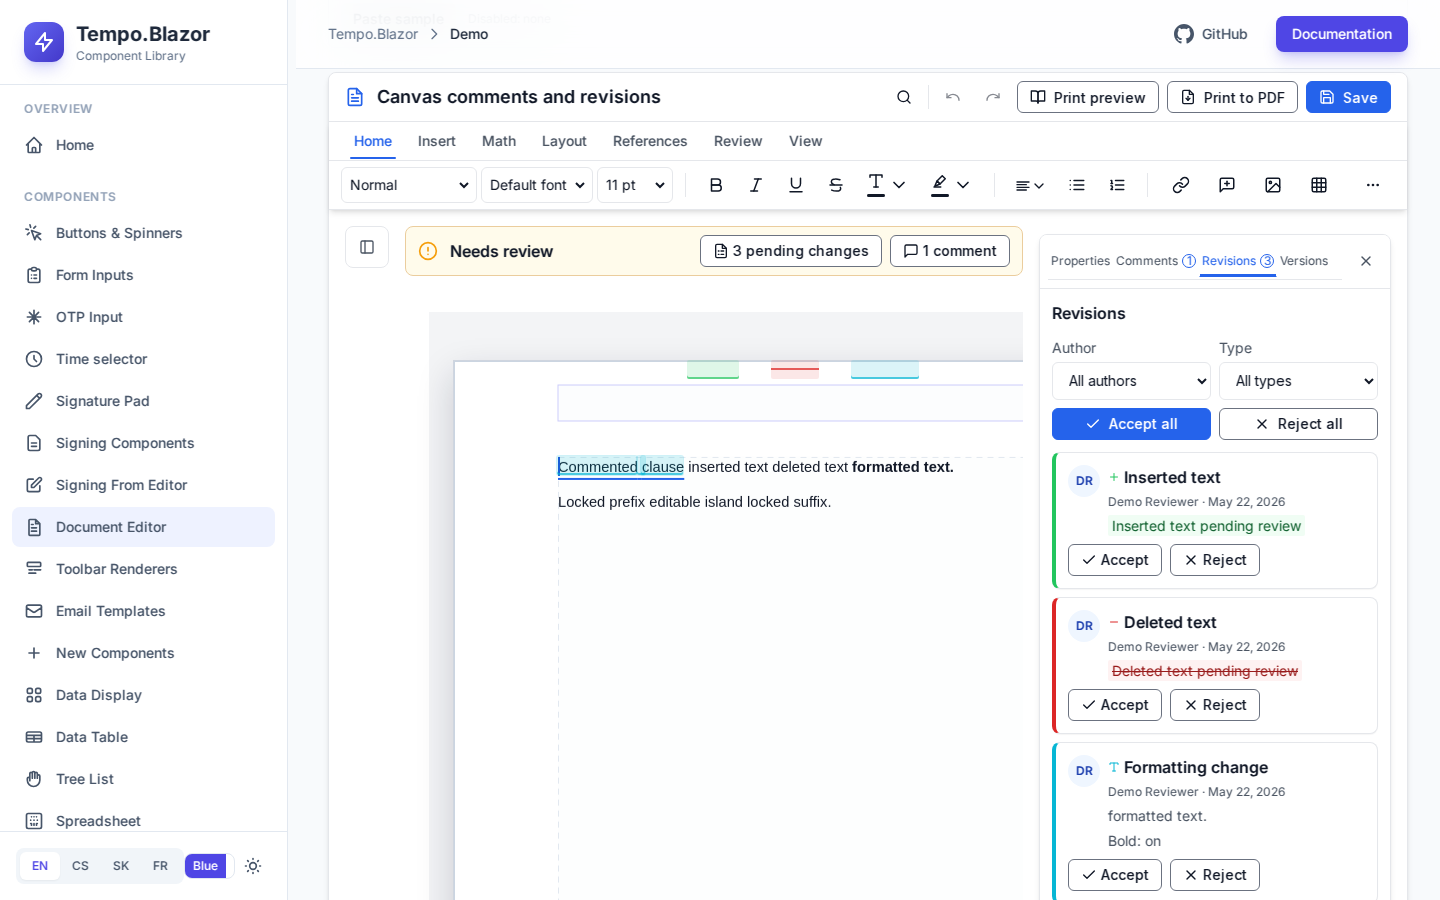 Tempo.Blazor
Component Library
OVERVIEW
Home
COMPONENTS
Buttons & Spinners
Form Inputs
OTP Input
Time selector
Signature Pad
Signing Components
Signing From Editor
Document Editor
Toolbar Renderers
Email Templates
New Components
Data Display
Data Table
Tree List
Spreadsheet
EN CS SK FR Blue
Tempo.Blazor > Demo
GitHub
Documentation
Canvas comments and revisions
Print preview
Print to PDF
Save
Home Insert Math Layout References Review View
Normal Default font 11 pt
Needs review
3 pending changes
1 comment
Commented clause inserted text deleted text formatted text.
Locked prefix editable island locked suffix.
Properties Comments 1 Revisions 3 Versions
Revisions
Author Type
All authors All types
Accept all Reject all
DR
Inserted text
Demo Reviewer · May 22, 2026
Inserted text pending review
Accept Reject
DR
Deleted text
Demo Reviewer · May 22, 2026
Deleted text pending review
Accept Reject
DR
Formatting change
Demo Reviewer · May 22, 2026
formatted text.
Bold: on
Accept Reject